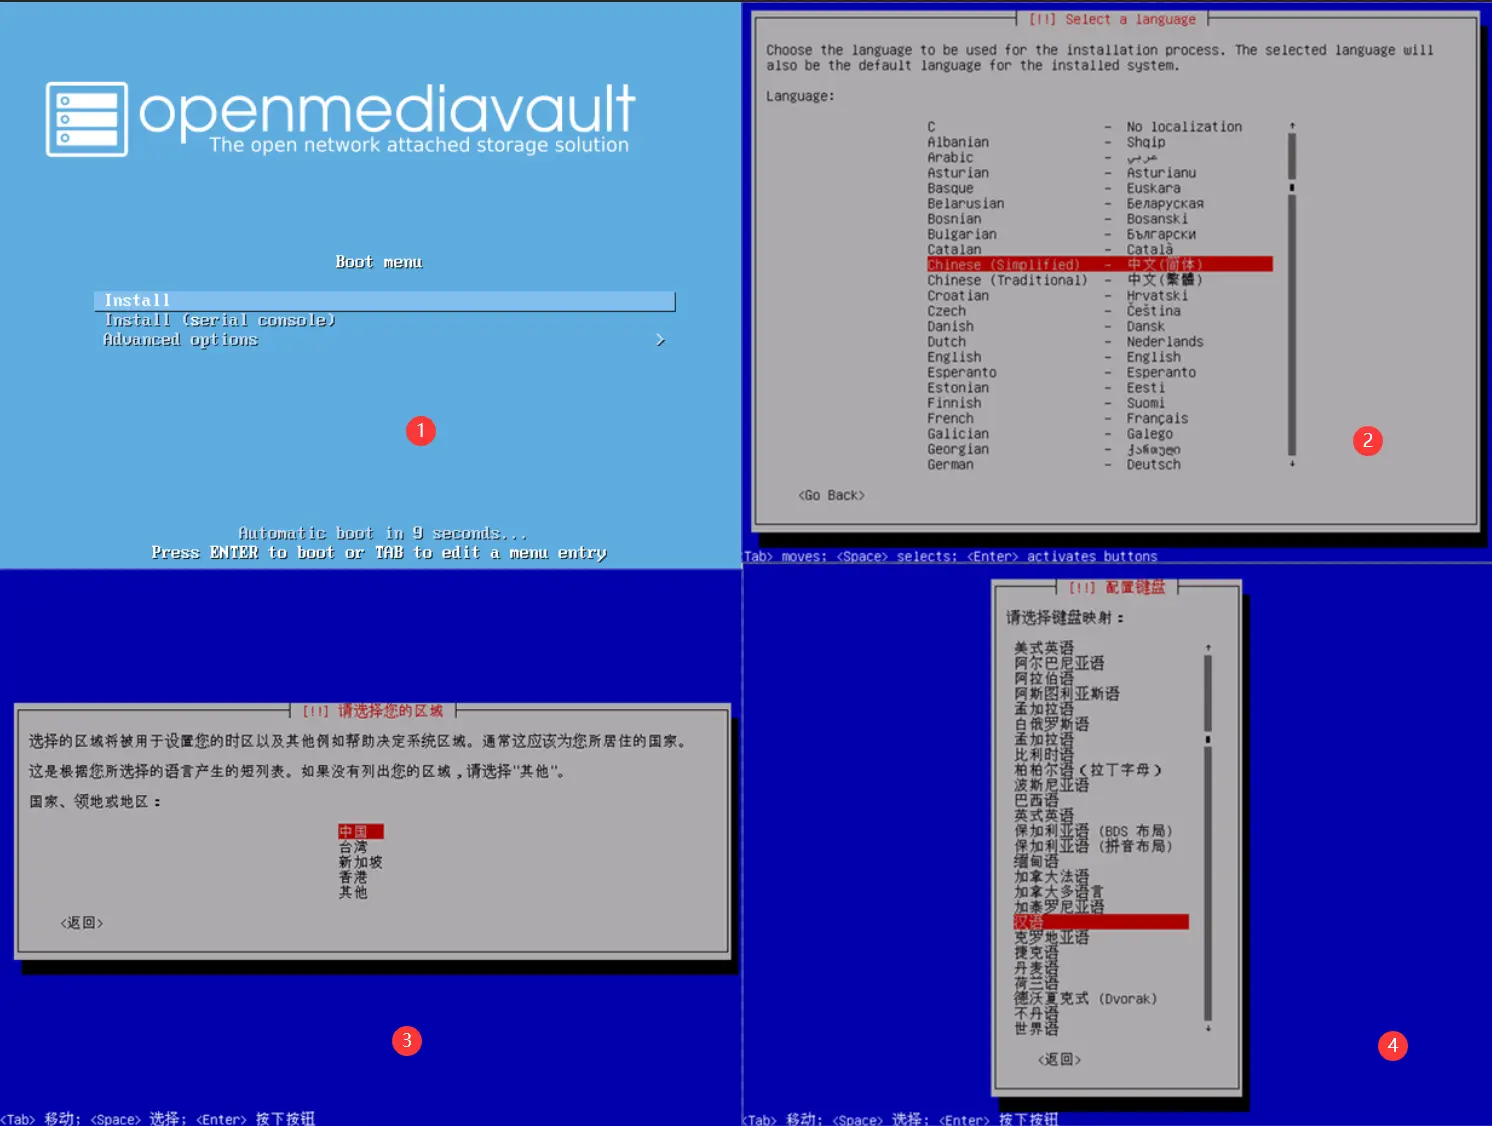 openmediavault
The open network attached storage solution
Boot menu
Install
Install (serial console)
Advanced options >
1
Automatic boot in 9 seconds...
Press ENTER to boot or TAB to edit a menu entry
[!!] Select a language
Choose the language to be used for the installation process. The selected language will
also be the default language for the installed system.
Language:
C - No localization
Albanian - Shqip
Arabic - عربي
Asturian - Asturianu
Basque - Euskara
Belarusian - Беларуская
Bosnian - Bosanski
Bulgarian - Български
Catalan - Català
Chinese (Simplified) - 中文(简体)
Chinese (Traditional) - 中文(繁體)
Croatian - Hrvatski
Czech - Čeština
Danish - Dansk
Dutch - Nederlands
English - English
Esperanto - Esperanto
Estonian - Eesti
Finnish - Suomi
French - Français
Galician - Galego
Georgian - ქართული
German - Deutsch
2
<Go Back>
Tab> moves; <Space> selects; <Enter> activates buttons
[!!] 请选择您的区域
选择的区域将被用于设置您的时区以及其他例如帮助决定系统区域。通常这应该为您所居住的国家。
这是根据您所选择的语言产生的短列表。如果没有列出您的区域,请选择"其他"。
国家、领地或地区:
中国
台湾
新加坡
香港
其他
<返回>
3
<Tab> 移动; <Space> 选择; <Enter> 按下按钮
[!!] 配置键盘
请选择键盘映射:
美式英语
阿尔巴尼亚语
阿拉伯语
阿斯图利亚斯语
孟加拉语
白俄罗斯语
孟加拉语
比利时语
柏柏尔语(拉丁字母)
波斯尼亚语
巴西语
英式英语
保加利亚语 (BDS 布局)
保加利亚语 (拼音布局)
缅甸语
加拿大法语
加拿大多语言
加泰罗尼亚语
汉语
克罗地亚语
捷克语
丹麦语
荷兰语
德沃夏克式 (Dvorak)
不丹语
世界语
4
<返回>
Tab> 移动; <Space> 选择; <Enter> 按下按钮